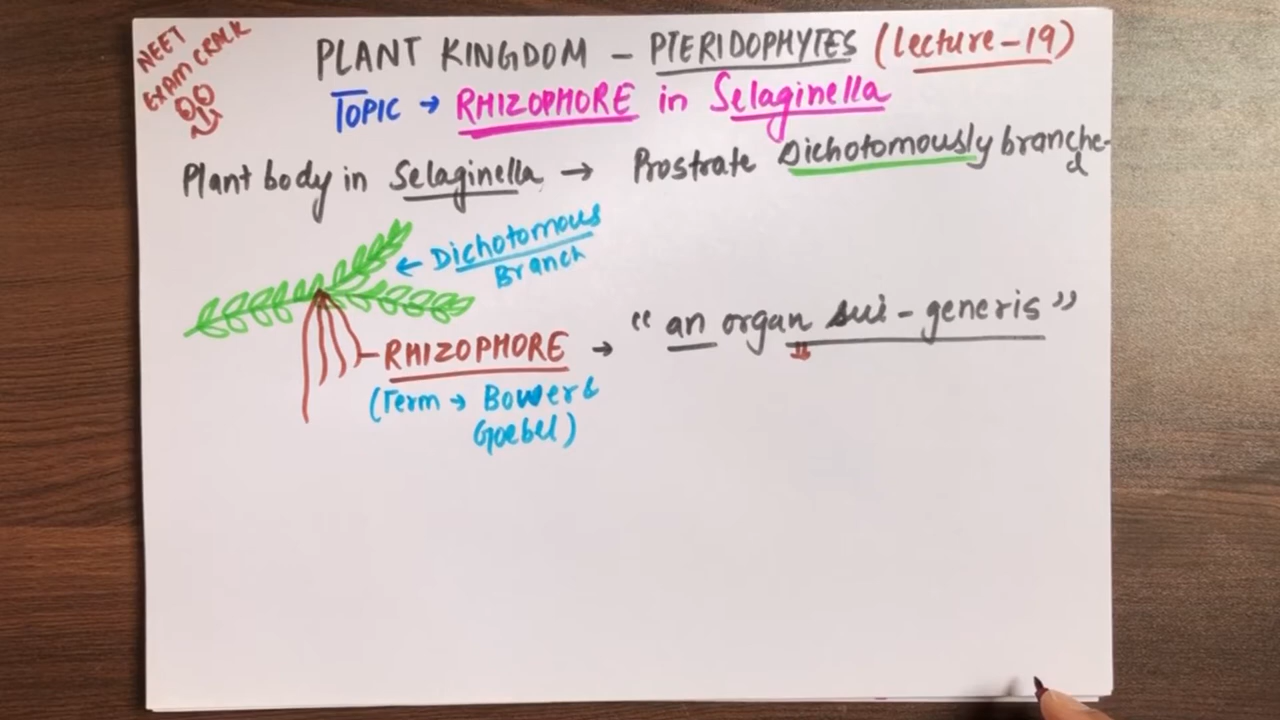 NEET
EXAM CRACK
PLANT KINGDOM – PTERIDOPHYTES (lecture-19)
TOPIC → RHIZOPHORE in Selaginella
Plant body in Selaginella → Prostrate Dichotomously branche-
d
← Dichotomous
Branch
RHIZOPHORE → “an organ sui-generis”
(Term → Bower &
Goebel)